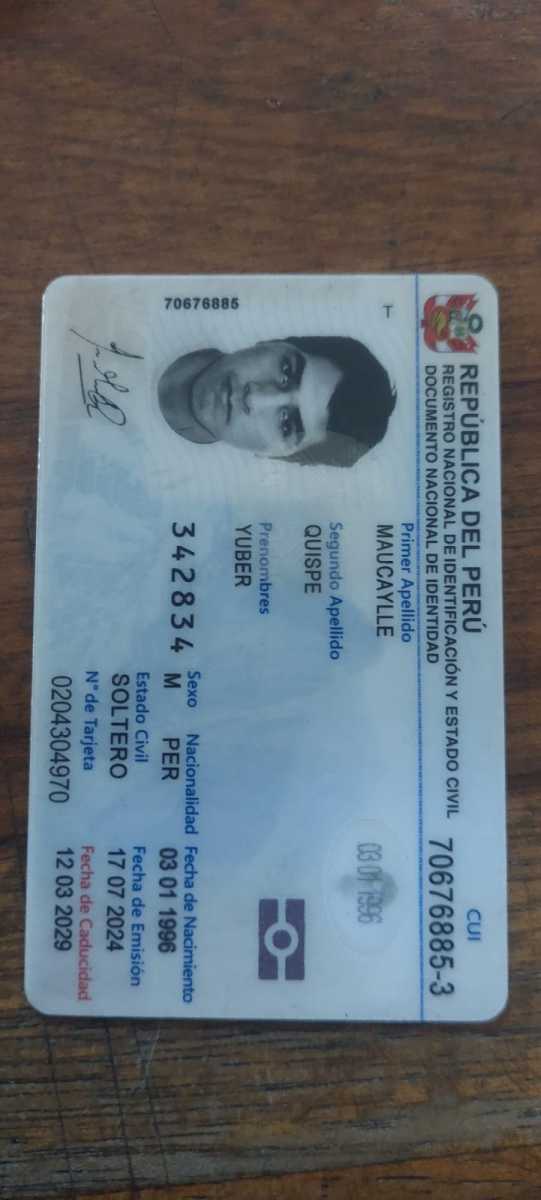 REPÚBLICA DEL PERÚ
REGISTRO NACIONAL DE IDENTIFICACIÓN Y ESTADO CIVIL
DOCUMENTO NACIONAL DE IDENTIDAD
CUI
70676885-3
T
Primer Apellido
MAUCAYLLE
Segundo Apellido
QUISPE
Prenombres
YUBER
03 01 1996
70676885
342834
Sexo Nacionalidad Fecha de Nacimiento
M PER 03 01 1996
Estado Civil Fecha de Emisión
SOLTERO 17 07 2024
N° de Tarjeta Fecha de Caducidad
0204304970 12 03 2029